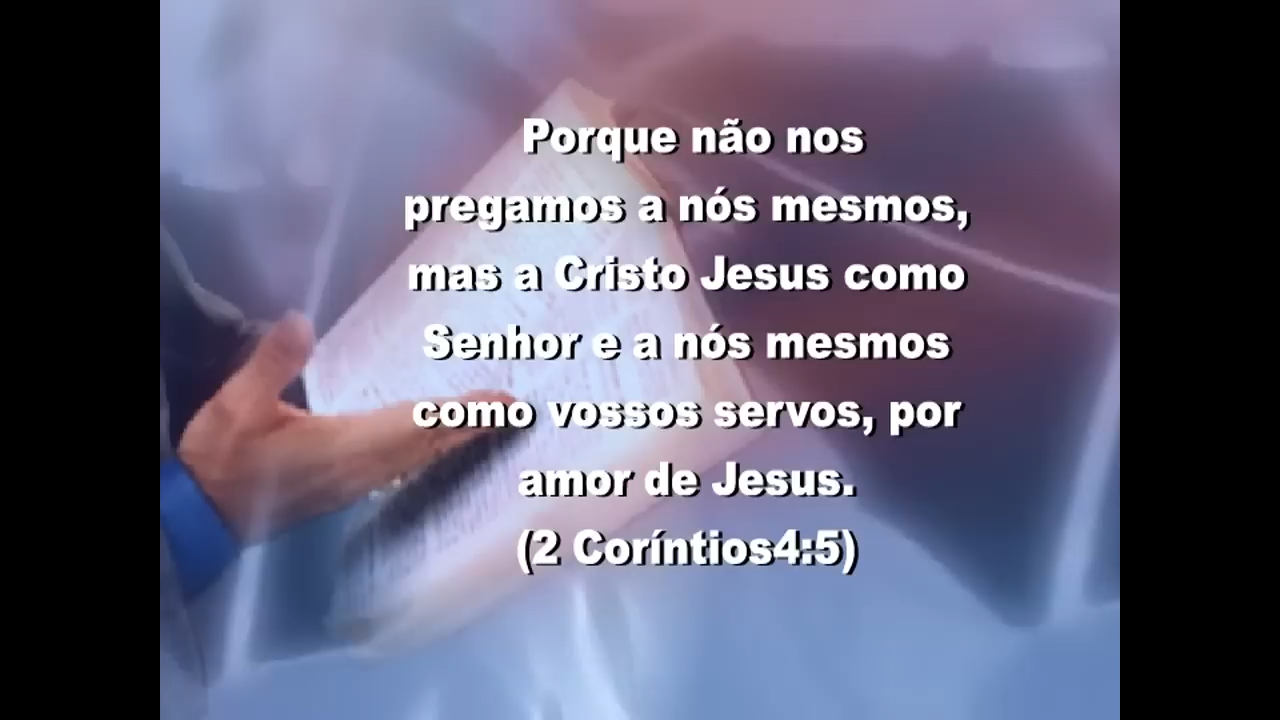 Porque não nos
pregamos a nós mesmos,
mas a Cristo Jesus como
Senhor e a nós mesmos
como vossos servos, por
amor de Jesus.
(2 Coríntios4:5)